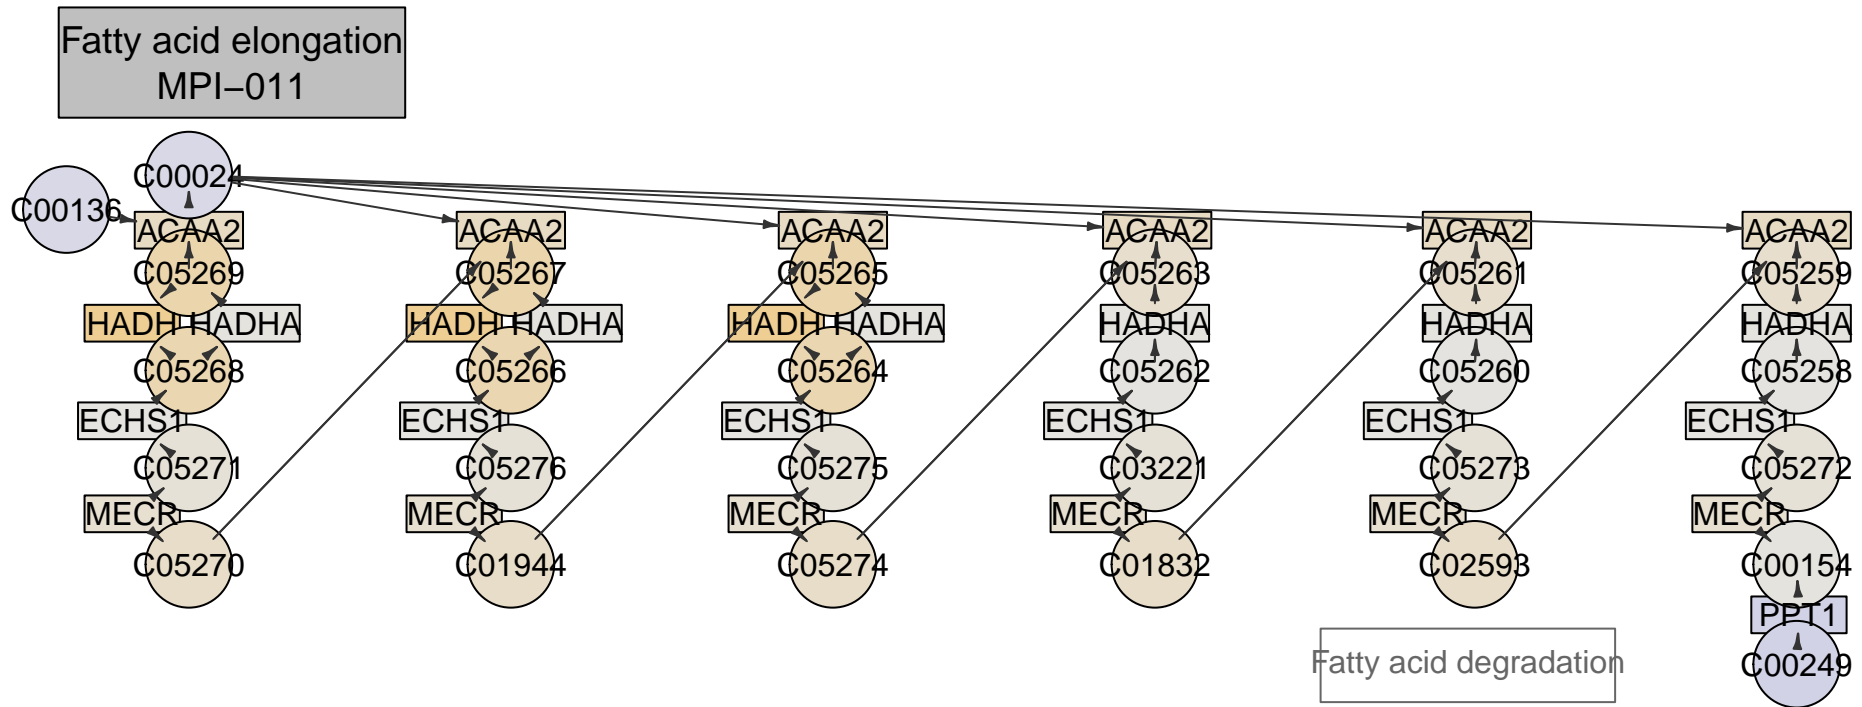 Fatty acid elongation
MPI−011
C00024
C00136
ACAA2 ACAA2 ACAA2 ACAA2 ACAA2 ACAA2
C05269 C05267 C05265 C05263 C05261 C05259
HADH HADHA HADH HADHA HADH HADHA HADHA HADHA HADHA
C05268 C05266 C05264 C05262 C05260 C05258
ECHS1 ECHS1 ECHS1 ECHS1 ECHS1 ECHS1
C05271 C05276 C05275 C03221 C05273 C05272
MECR MECR MECR MECR MECR MECR
C05270 C01944 C05274 C01832 C02593 C00154
PPT1
Fatty acid degradation C00249